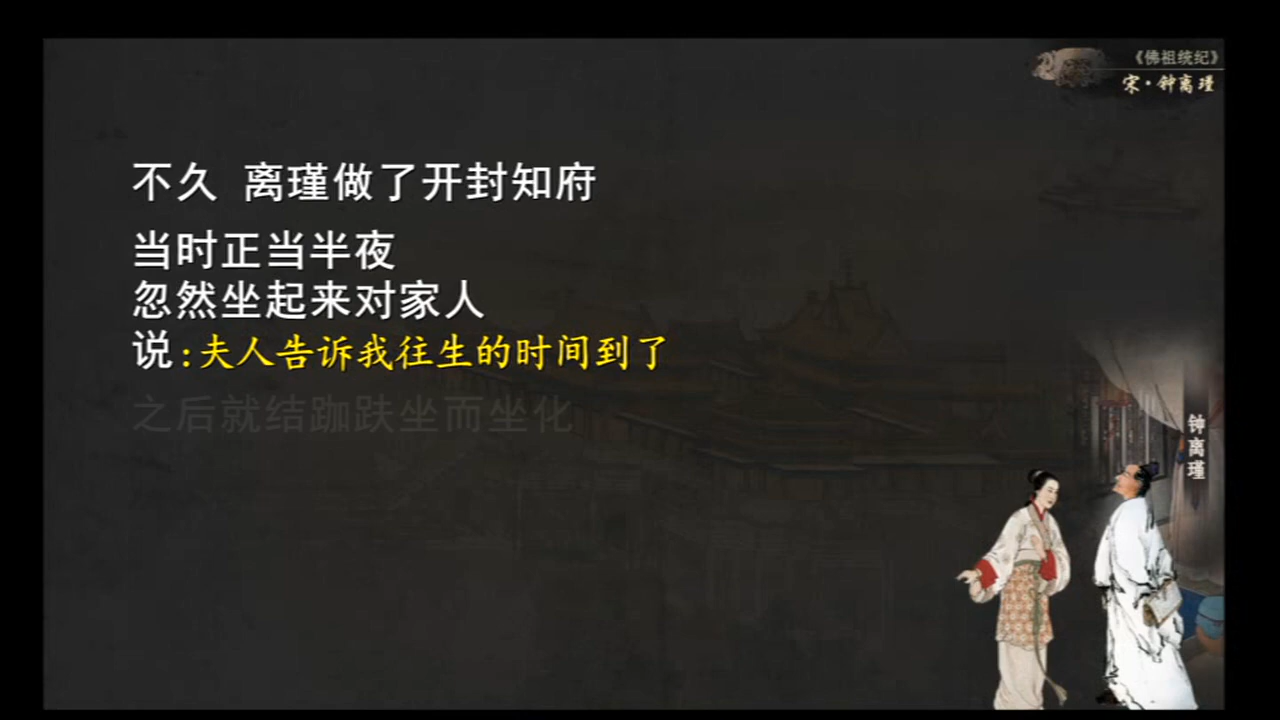 《佛祖统纪》
宋·钟离瑾
不久 离瑾做了开封知府
当时正当半夜
忽然坐起来对家人
说:夫人告诉我往生的时间到了
之后就结跏趺坐而坐化
钟离瑾